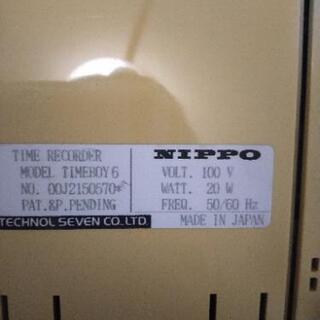 TIME RECORDER
MODEL TIMEBOY6
NO. 00J2150570*
PAT.&P.PENDING
TECHNOL SEVEN CO.LTD.
NIPPO
VOLT. 100 V
WATT. 20 W
FREQ. 50/60 Hz
MADE IN JAPAN